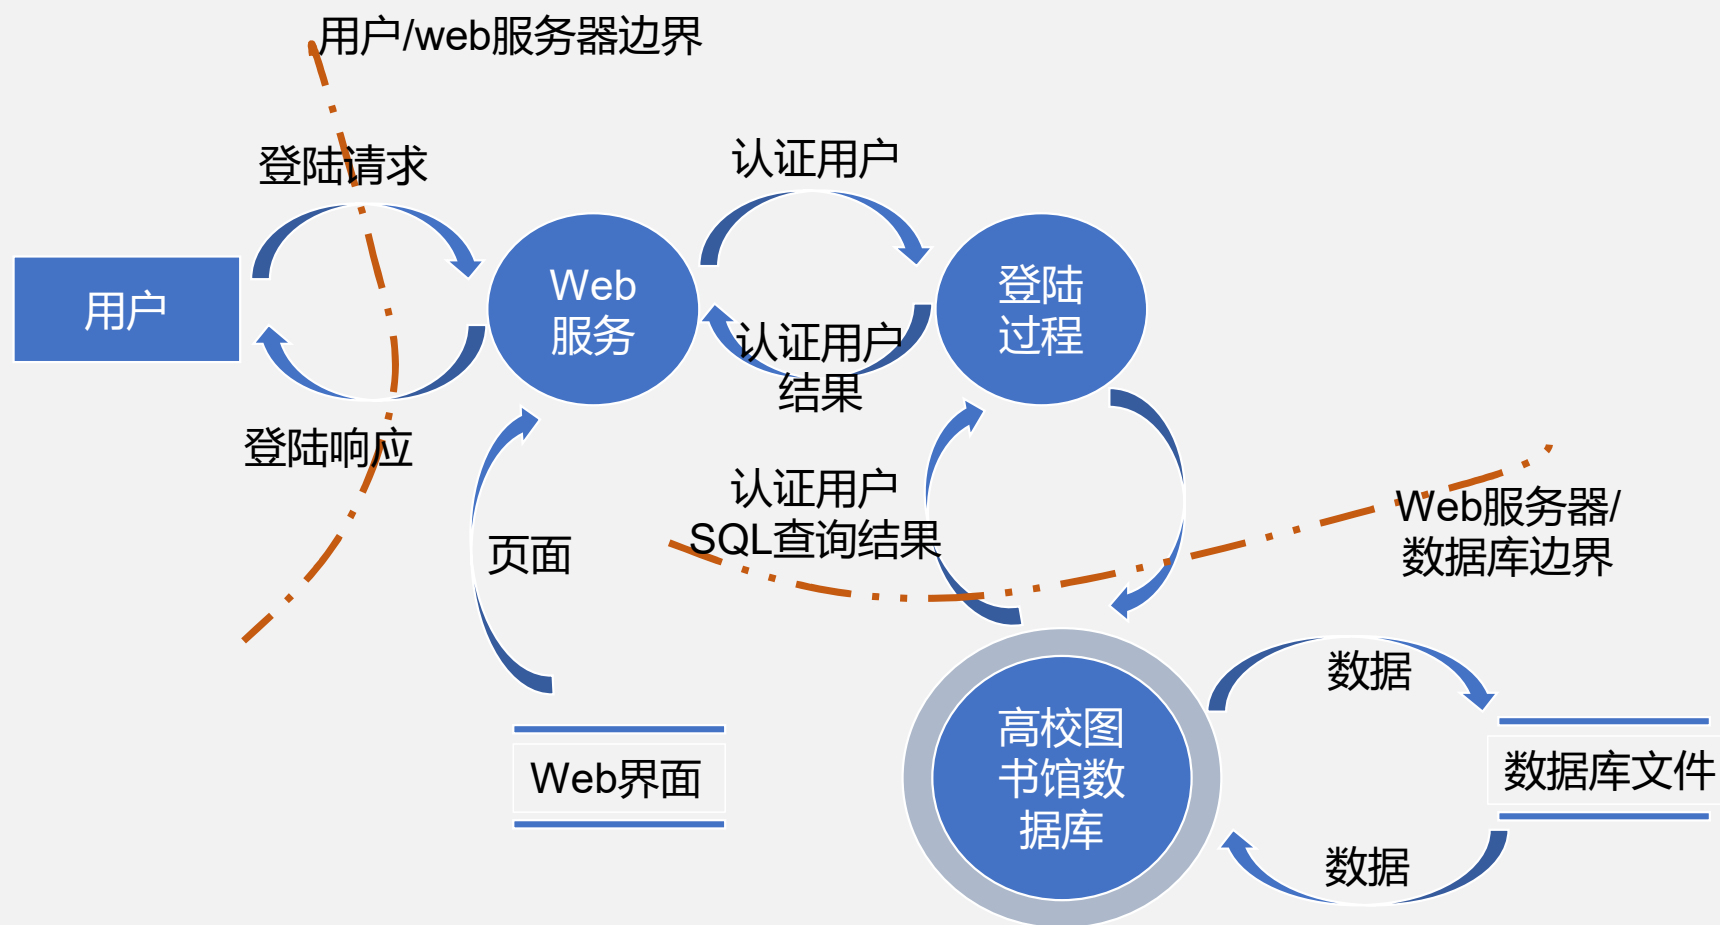 用户/web服务器边界
登陆请求
认证用户
用户
Web
服务
登陆
过程
认证用户
结果
登陆响应
认证用户
SQL查询结果
Web服务器/
数据库边界
页面
数据
高校图
书馆数
据库
Web界面
数据库文件
数据